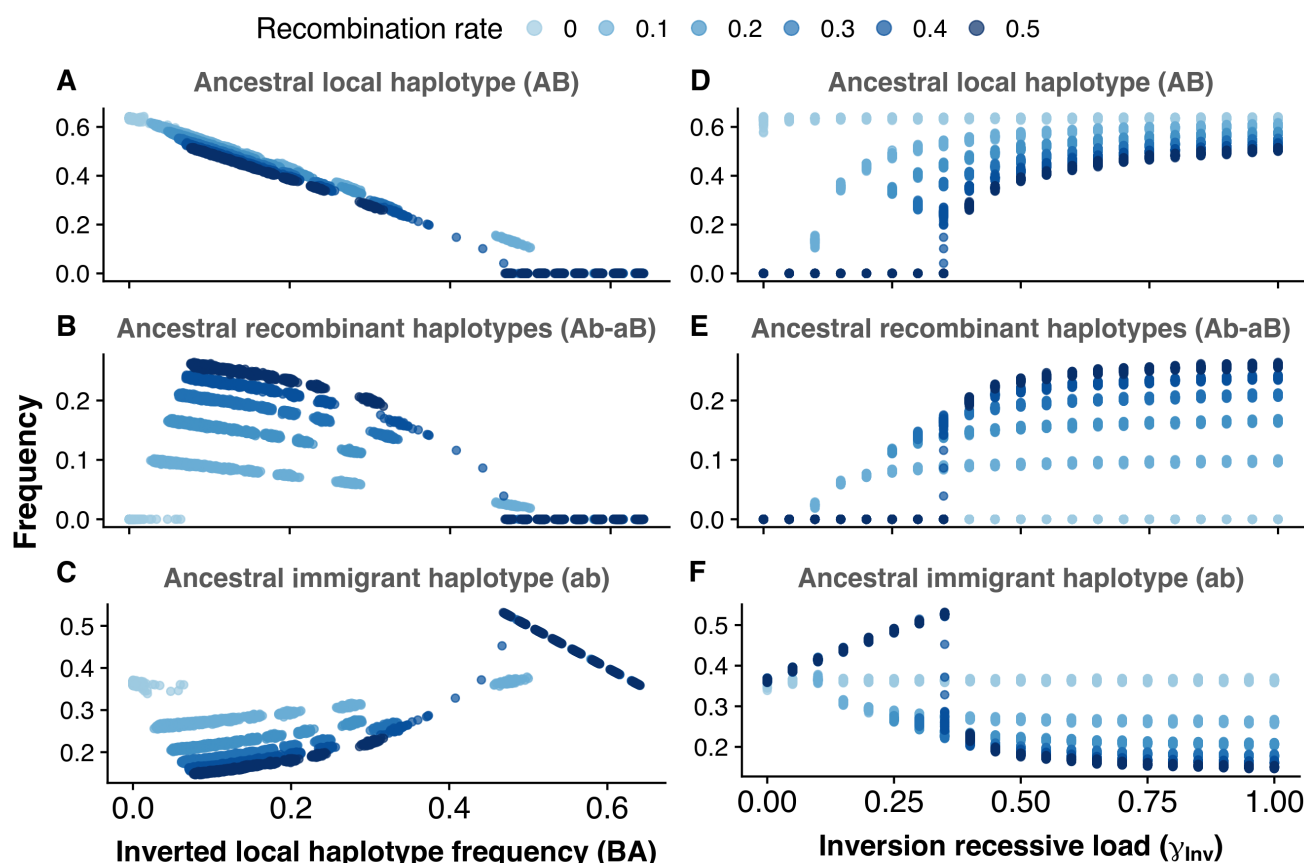 Recombination rate 0 0.1 0.2 0.3 0.4 0.5
A Ancestral local haplotype (AB)
0.6
0.4
0.2
0.0
B Ancestral recombinant haplotypes (Ab-aB)
0.2
0.1
0.0
C Ancestral immigrant haplotype (ab)
0.5
0.4
0.3
0.2
0.0 0.2 0.4 0.6
Inverted local haplotype frequency (BA)
Frequency
D Ancestral local haplotype (AB)
0.6
0.4
0.2
0.0
E Ancestral recombinant haplotypes (Ab-aB)
0.2
0.1
0.0
F Ancestral immigrant haplotype (ab)
0.5
0.4
0.3
0.2
0.00 0.25 0.50 0.75 1.00
Inversion recessive load (γInv)